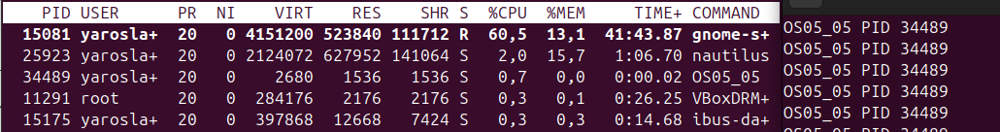 PID USER PR NI VIRT RES SHR S %CPU %MEM TIME+ COMMAND
15081 yarosla+ 20 0 4151200 523840 111712 R 60,5 13,1 41:43.87 gnome-s+
25923 yarosla+ 20 0 2124072 627952 141064 S 2,0 15,7 1:06.70 nautilus
34489 yarosla+ 20 0 2680 1536 1536 S 0,7 0,0 0:00.02 OS05_05
11291 root 20 0 284176 2176 2176 S 0,3 0,1 0:26.25 VBoxDRM+
15175 yarosla+ 20 0 397868 12668 7424 S 0,3 0,3 0:14.68 ibus-da+
OS05_05 PID 34489
OS05_05 PID 34489
OS05_05 PID 34489
OS05_05 PID 34489
OS05_05 PID 34489
OS05_05 PID 34489